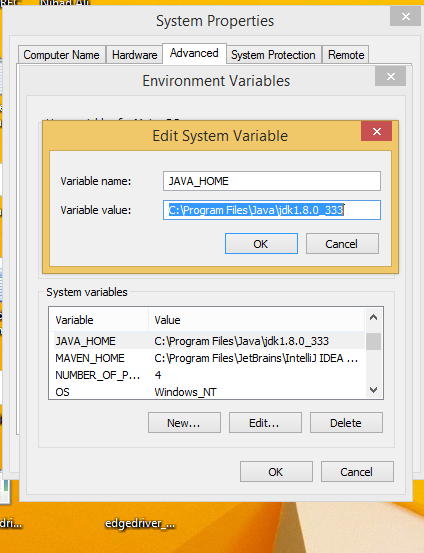 System Properties
Computer Name Hardware Advanced System Protection Remote
Environment Variables
Edit System Variable
Variable name: JAVA_HOME
Variable value: C:\Program Files\Java\jdk1.8.0_333
OK Cancel
System variables
Variable Value
JAVA_HOME C:\Program Files\Java\jdk1.8.0_333
MAVEN_HOME C:\Program Files\JetBrains\IntelliJ IDEA ...
NUMBER_OF_P... 4
OS Windows_NT
New... Edit... Delete
OK Cancel
dri... edgedriver_...